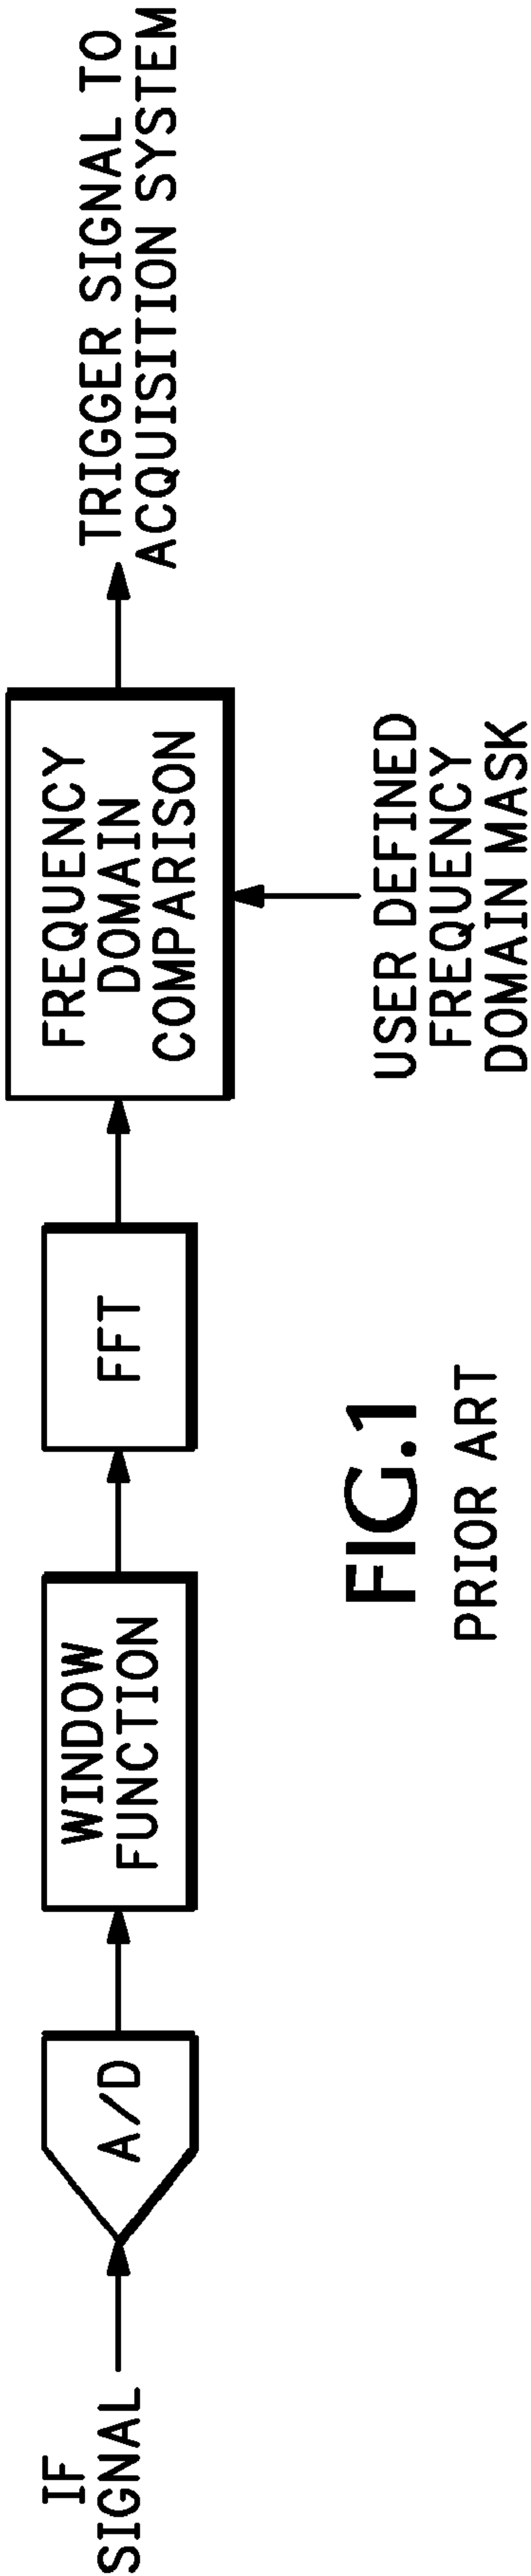 IF
SIGNAL
A/D
WINDOW
FUNCTION
FFT
FREQUENCY
DOMAIN
COMPARISON
TRIGGER SIGNAL TO
ACQUISITION SYSTEM
USER DEFINED
FREQUENCY
DOMAIN MASK
FIG.1
PRIOR ART